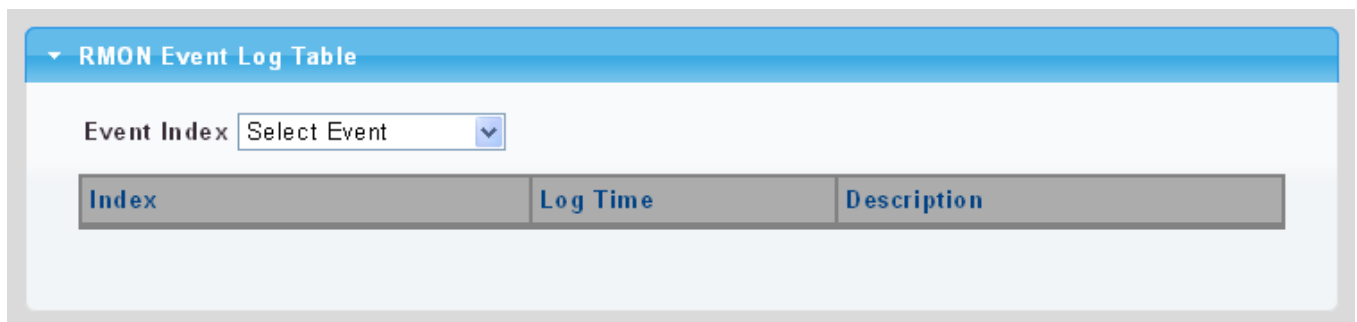 RMON Event Log Table
Event Index Select Event
Index Log Time Description